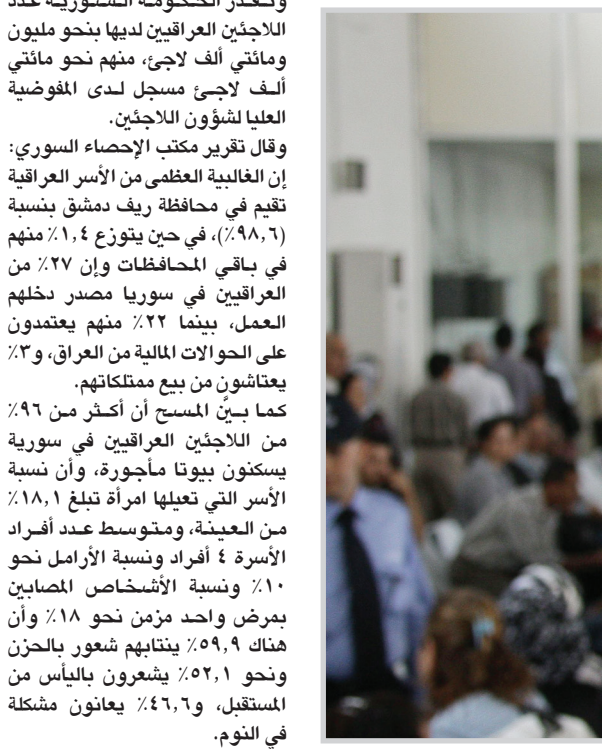 وتقدر الحكومة السورية عدد
اللاجئين العراقيين لديها بنحو مليون
ومائتي ألف لاجئ، منهم نحو مائتي
ألف لاجئ مسجل لدى المفوضية
العليا لشؤون اللاجئين.
وقال تقرير مكتب الإحصاء السوري:
إن الغالبية العظمى من الأسر العراقية
تقيم في محافظة ريف دمشق بنسبة
(٩٨,٦٪)، في حين يتوزع ١,٤٪ منهم
في باقي المحافظات وإن ٢٧٪ من
العراقيين في سوريا مصدر دخلهم
العمل، بينما ٢٢٪ منهم يعتمدون
على الحوالات المالية من العراق، و٣٪
يعتاشون من بيع ممتلكاتهم.
كما بيَّن المسح أن أكثر من ٩٦٪
من اللاجئين العراقيين في سورية
يسكنون بيوتا مأجورة، وأن نسبة
الأسر التي تعيلها امرأة تبلغ ١٨,١٪
من العينة، ومتوسط عدد أفراد
الأسرة ٤ أفراد ونسبة الأرامل نحو
١٠٪ ونسبة الأشخاص المصابين
بمرض واحد مزمن نحو ١٨٪ وأن
هناك ٥٩,٩٪ ينتابهم شعور بالحزن
ونحو ٥٢,١٪ يشعرون باليأس من
المستقبل، و٤٦,٦٪ يعانون مشكلة
في النوم.